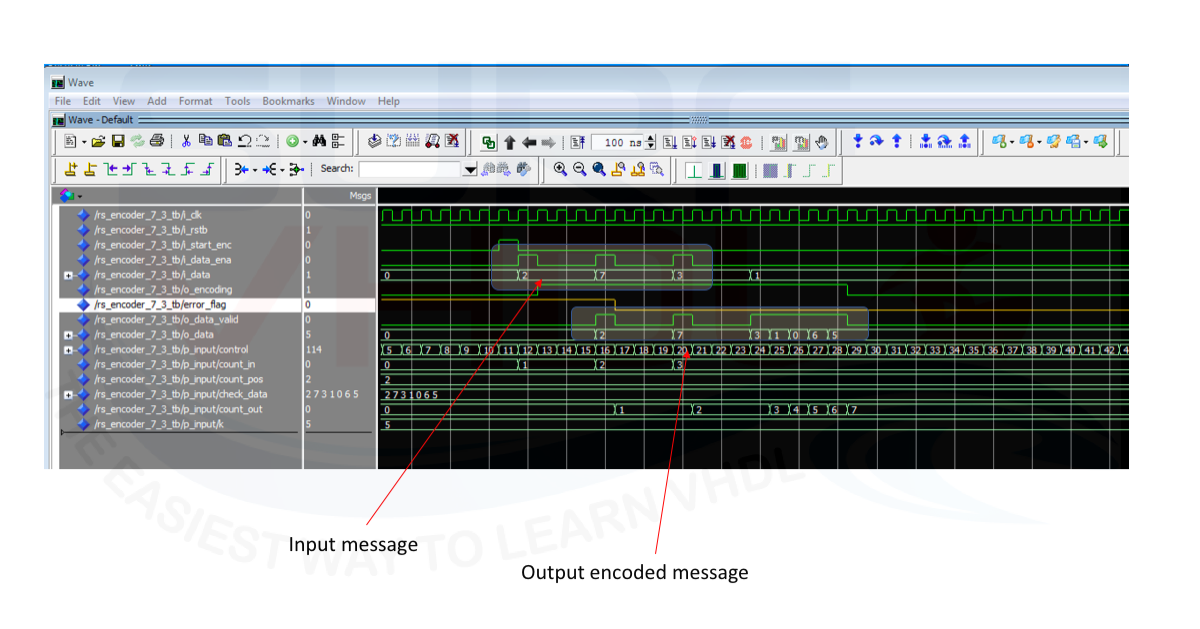 Wave
File Edit View Add Format Tools Bookmarks Window Help
Wave - Default
100 ns
Search:
Msgs
/rs_encoder_7_3_tb/i_clk 0
/rs_encoder_7_3_tb/i_rstb 1
/rs_encoder_7_3_tb/i_start_enc 0
/rs_encoder_7_3_tb/i_data_ena 0
/rs_encoder_7_3_tb/i_data 1 0 2 7 3 1
/rs_encoder_7_3_tb/o_encoding 1
/rs_encoder_7_3_tb/error_flag 0
/rs_encoder_7_3_tb/o_data_valid 0
/rs_encoder_7_3_tb/o_data 5 0 2 7 3 1 0 6 5
/rs_encoder_7_3_tb/p_input/control 114 5 6 7 8 9 10 11 12 13 14 15 16 17 18 19 20 21 22 23 24 25 26 27 28 29 30 31 32 33 34 35 36 37 38 39 40 41 42 4
/rs_encoder_7_3_tb/p_input/count_in 0 0 1 2 3
/rs_encoder_7_3_tb/p_input/count_pos 2 2
/rs_encoder_7_3_tb/p_input/check_data 2 7 3 1 0 6 5 2 7 3 1 0 6 5
/rs_encoder_7_3_tb/p_input/count_out 0 0 1 2 3 4 5 6 7
/rs_encoder_7_3_tb/p_input/k 5 5
Input message
Output encoded message
THE EASIEST WAY TO LEARN VHDL